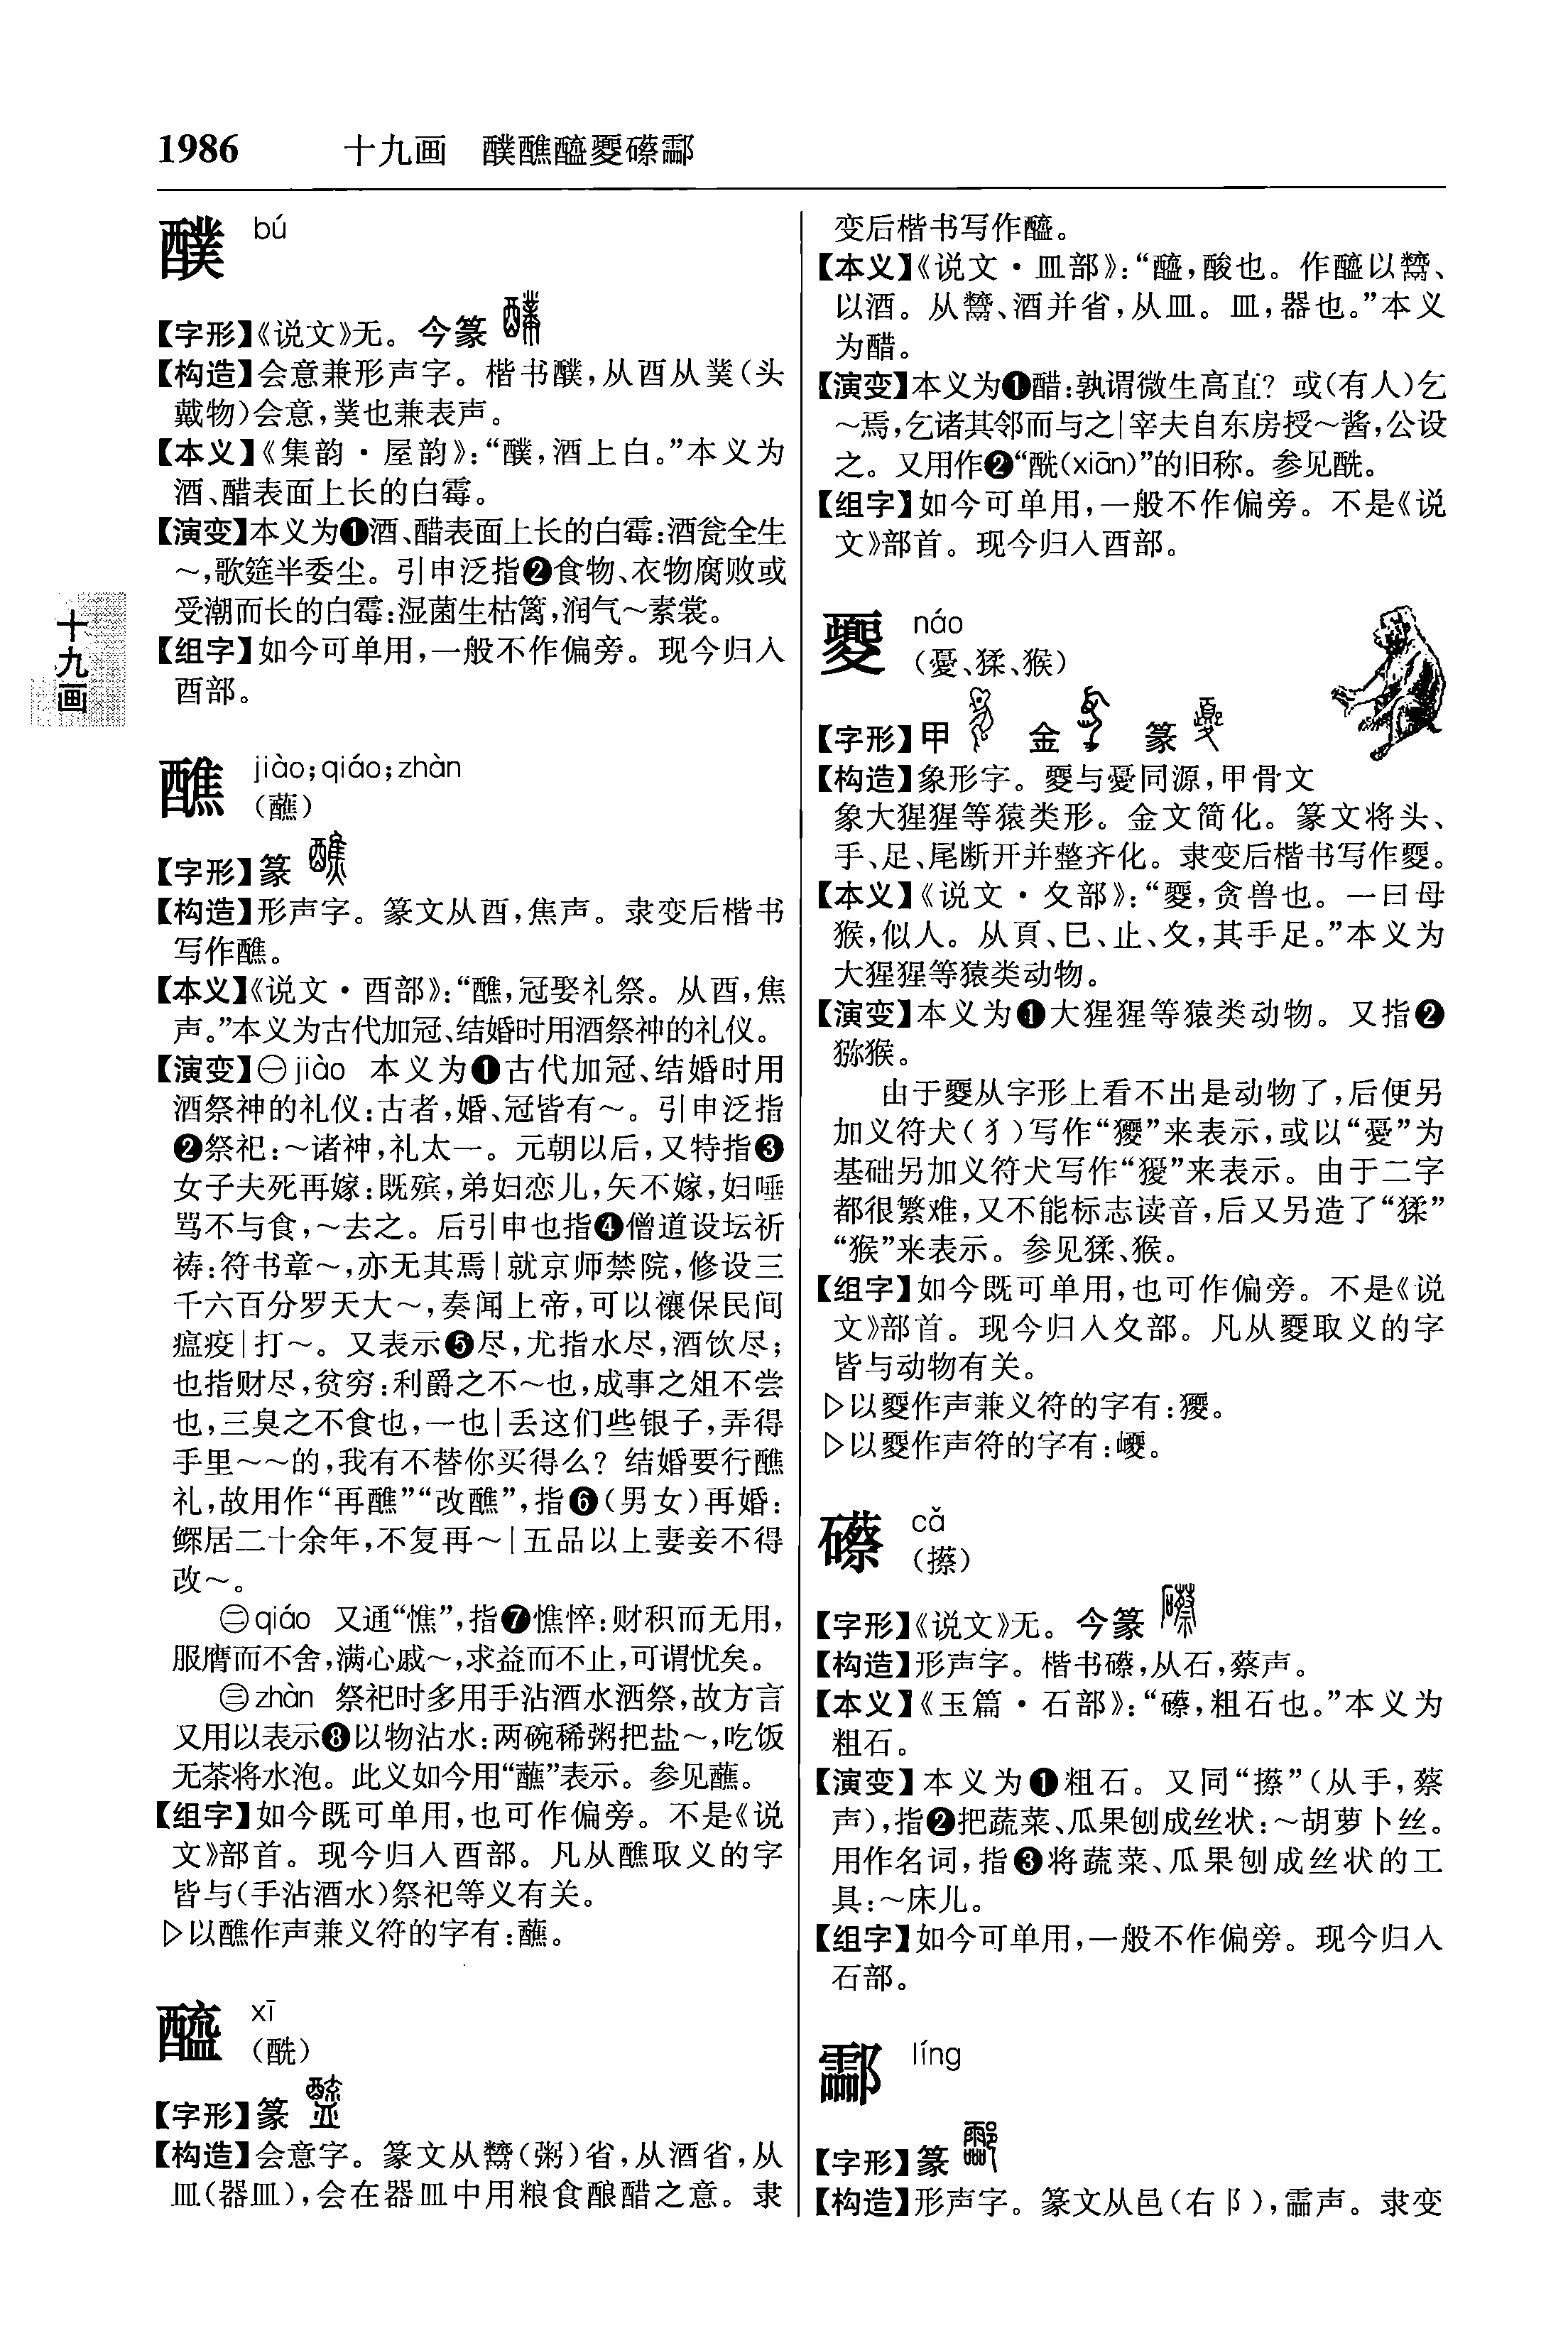 1986 十九画 醭醮醯夒礤酃
醭 bú
【字形】《说文》无。今篆
【构造】会意兼形声字。楷书醭,从酉从菐(头
戴物)会意,菐也兼表声。
【本义】《集韵·屋韵》:“醭,酒上白。”本义为
酒、醋表面上长的白霉。
【演变】本义为❶酒、醋表面上长的白霉:酒瓮全生
～,歌筵半委尘。引申泛指❷食物、衣物腐败或
受潮而长的白霉:湿菌生枯篱,润气～素裳。
【组字】如今可单用,一般不作偏旁。现今归入
酉部。
十九画
醮 jiào;qiáo;zhàn
(蘸)
【字形】篆
【构造】形声字。篆文从酉,焦声。隶变后楷书
写作醮。
【本义】《说文·酉部》:“醮,冠娶礼祭。从酉,焦
声。”本义为古代加冠、结婚时用酒祭神的礼仪。
【演变】㊀jiào 本义为❶古代加冠、结婚时用
酒祭神的礼仪:古者,婚、冠皆有～。引申泛指
❷祭祀:～诸神,礼太一。元朝以后,又特指❸
女子夫死再嫁:既殡,弟妇恋儿,矢不嫁,妇唾
骂不与食,～去之。后引申也指❹僧道设坛祈
祷:符书章～,亦无其焉|就京师禁院,修设三
千六百分罗天大～,奏闻上帝,可以禳保民间
瘟疫|打～。又表示❺尽,尤指水尽,酒饮尽;
也指财尽,贫穷:利爵之不～也,成事之俎不尝
也,三臭之不食也,一也|丢这们些银子,弄得
手里～～的,我有不替你买得么?结婚要行醮
礼,故用作“再醮”“改醮”,指❻(男女)再婚:
鳏居二十余年,不复再～|五品以上妻妾不得
改～。
㊁qiáo 又通“憔”,指❼憔悴:财积而无用,
服膺而不舍,满心戚～,求益而不止,可谓忧矣。
㊂zhàn 祭祀时多用手沾酒水洒祭,故方言
又用以表示❽以物沾水:两碗稀粥把盐～,吃饭
无茶将水泡。此义如今用“蘸”表示。参见蘸。
【组字】如今既可单用,也可作偏旁。不是《说
文》部首。现今归入酉部。凡从醮取义的字
皆与(手沾酒水)祭祀等义有关。
▷以醮作声兼义符的字有:蘸。
醯 xī
(酰)
【字形】篆
【构造】会意字。篆文从鬻(粥)省,从酒省,从
皿(器皿),会在器皿中用粮食酿醋之意。隶
变后楷书写作醯。
【本义】《说文·皿部》:“醯,酸也。作醯以鬻、
以酒。从鬻、酒并省,从皿。皿,器也。”本义
为醋。
【演变】本义为❶醋:孰谓微生高直?或(有人)乞
～焉,乞诸其邻而与之|宰夫自东房授～酱,公设
之。又用作❷“酰(xiān)”的旧称。参见酰。
【组字】如今可单用,一般不作偏旁。不是《说
文》部首。现今归入酉部。
夒 náo
(憂、猱、猴)
【字形】甲 金 篆
【构造】象形字。夒与憂同源,甲骨文
象大猩猩等猿类形。金文简化。篆文将头、
手、足、尾断开并整齐化。隶变后楷书写作夒。
【本义】《说文·夊部》:“夒,贪兽也。一曰母
猴,似人。从頁、巳、止、夊,其手足。”本义为
大猩猩等猿类动物。
【演变】本义为❶大猩猩等猿类动物。又指❷
猕猴。
由于夒从字形上看不出是动物了,后便另
加义符犬(犭)写作“獿”来表示,或以“憂”为
基础另加义符犬写作“獶”来表示。由于二字
都很繁难,又不能标志读音,后又另造了“猱”
“猴”来表示。参见猱、猴。
【组字】如今既可单用,也可作偏旁。不是《说
文》部首。现今归入夊部。凡从夒取义的字
皆与动物有关。
▷以夒作声兼义符的字有:獿。
▷以夒作声符的字有:巎。
礤 cǎ
(擦)
【字形】《说文》无。今篆
【构造】形声字。楷书礤,从石,蔡声。
【本义】《玉篇·石部》:“礤,粗石也。”本义为
粗石。
【演变】本义为❶粗石。又同“攃”(从手,蔡
声),指❷把蔬菜、瓜果刨成丝状:～胡萝卜丝。
用作名词,指❸将蔬菜、瓜果刨成丝状的工
具:～床儿。
【组字】如今可单用,一般不作偏旁。现今归入
石部。
酃 líng
【字形】篆
【构造】形声字。篆文从邑(右阝),霝声。隶变